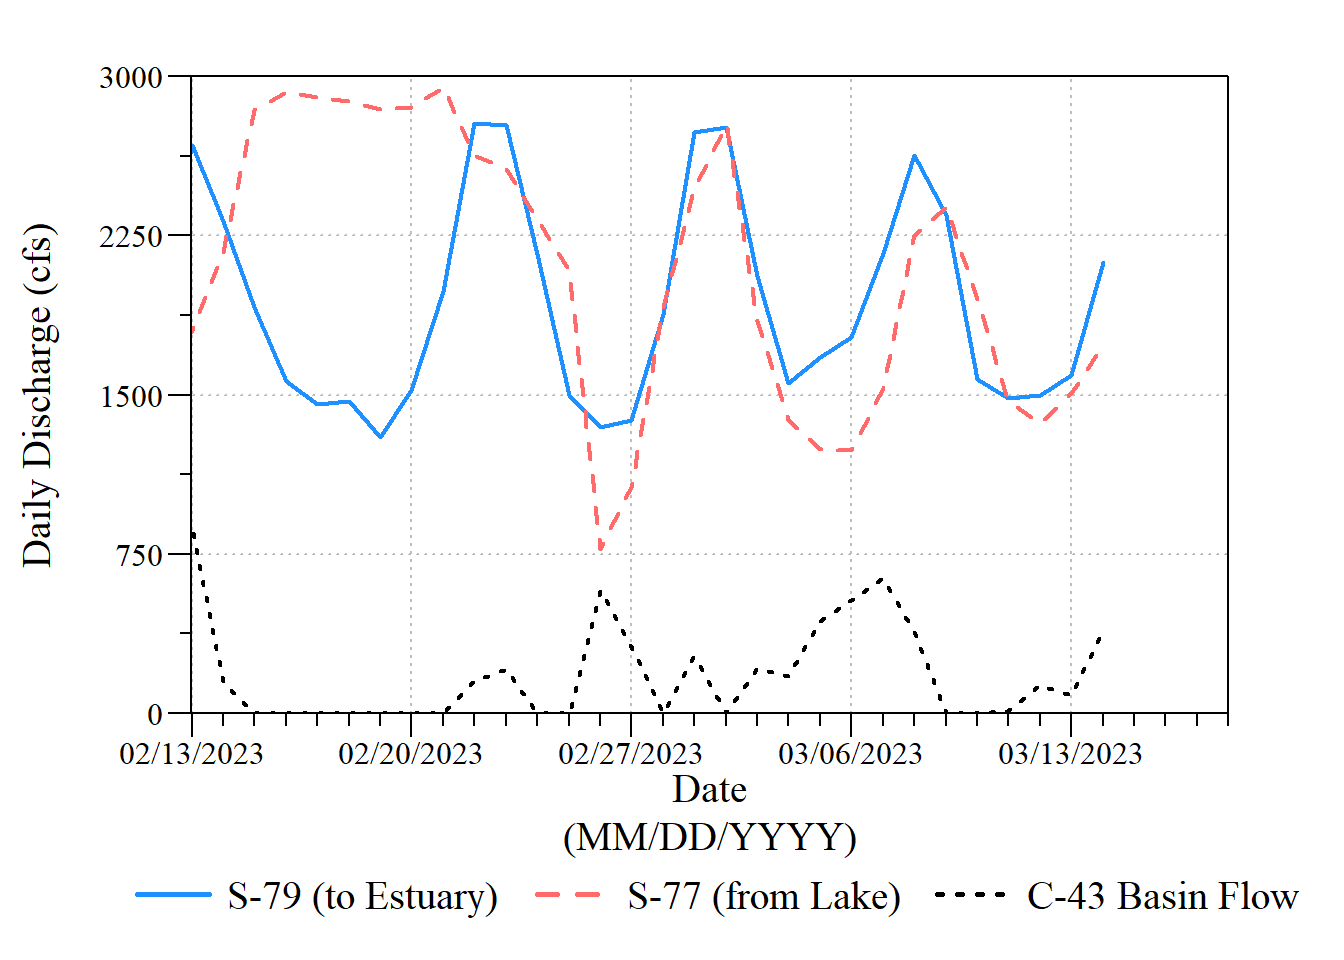 Daily Discharge (cfs)
3000
2250
1500
750
0
02/13/2023 02/20/2023 02/27/2023 03/06/2023 03/13/2023
Date
(MM/DD/YYYY)
S-79 (to Estuary) S-77 (from Lake) C-43 Basin Flow